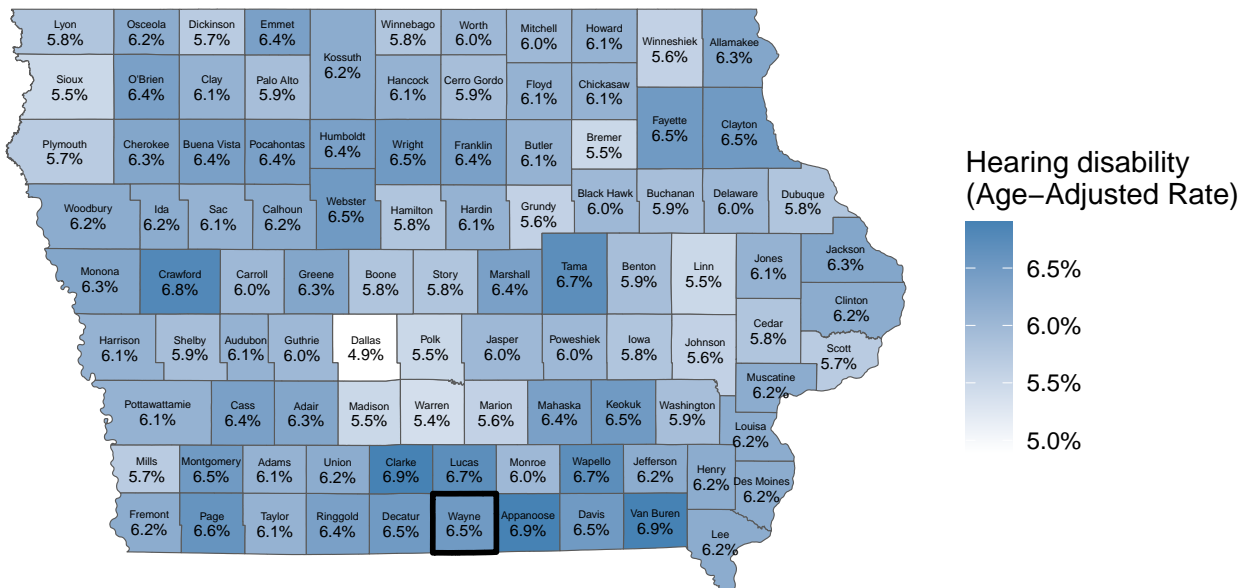 Lyon
5.8%
Osceola
6.2%
Dickinson
5.7%
Emmet
6.4%
Winnebago
5.8%
Worth
6.0%
Mitchell
6.0%
Howard
6.1%
Winneshiek
5.6%
Allamakee
6.3%
Kossuth
6.2%
Sioux
5.5%
O'Brien
6.4%
Clay
6.1%
Palo Alto
5.9%
Hancock
6.1%
Cerro Gordo
5.9%
Floyd
6.1%
Chickasaw
6.1%
Fayette
6.5%
Clayton
6.5%
Plymouth
5.7%
Cherokee
6.3%
Buena Vista
6.4%
Pocahontas
6.4%
Humboldt
6.4%
Wright
6.5%
Franklin
6.4%
Butler
6.1%
Bremer
5.5%
Woodbury
6.2%
Ida
6.2%
Sac
6.1%
Calhoun
6.2%
Webster
6.5%
Hamilton
5.8%
Hardin
6.1%
Grundy
5.6%
Black Hawk
6.0%
Buchanan
5.9%
Delaware
6.0%
Dubuque
5.8%
Monona
6.3%
Crawford
6.8%
Carroll
6.0%
Greene
6.3%
Boone
5.8%
Story
5.8%
Marshall
6.4%
Tama
6.7%
Benton
5.9%
Linn
5.5%
Jones
6.1%
Jackson
6.3%
Clinton
6.2%
Harrison
6.1%
Shelby
5.9%
Audubon
6.1%
Guthrie
6.0%
Dallas
4.9%
Polk
5.5%
Jasper
6.0%
Poweshiek
6.0%
Iowa
5.8%
Johnson
5.6%
Cedar
5.8%
Scott
5.7%
Muscatine
6.2%
Pottawattamie
6.1%
Cass
6.4%
Adair
6.3%
Madison
5.5%
Warren
5.4%
Marion
5.6%
Mahaska
6.4%
Keokuk
6.5%
Washington
5.9%
Louisa
6.2%
Mills
5.7%
Montgomery
6.5%
Adams
6.1%
Union
6.2%
Clarke
6.9%
Lucas
6.7%
Monroe
6.0%
Wapello
6.7%
Jefferson
6.2%
Henry
6.2%
Des Moines
6.2%
Fremont
6.2%
Page
6.6%
Taylor
6.1%
Ringgold
6.4%
Decatur
6.5%
Wayne
6.5%
Appanoose
6.9%
Davis
6.5%
Van Buren
6.9%
Lee
6.2%
Hearing disability
(Age−Adjusted Rate)
6.5%
6.0%
5.5%
5.0%